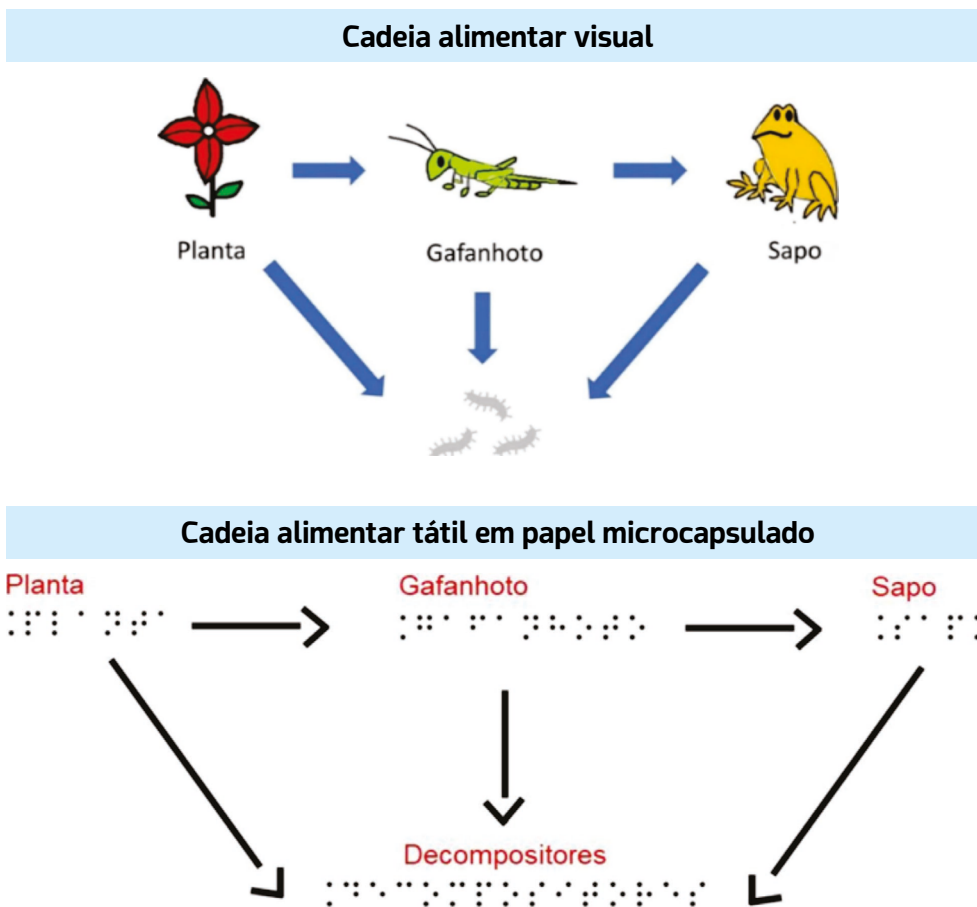 Cadeia alimentar visual
Planta
Gafanhoto
Sapo
Cadeia alimentar tátil em papel microcapsulado
Planta
⠨⠏⠇⠁⠝⠞⠁
Gafanhoto
⠨⠛⠁⠋⠁⠝⠓⠕⠞⠕
Sapo
Decompositores
⠨⠙⠑⠉⠕⠍⠏⠕⠎⠊⠞⠕⠗⠑⠎